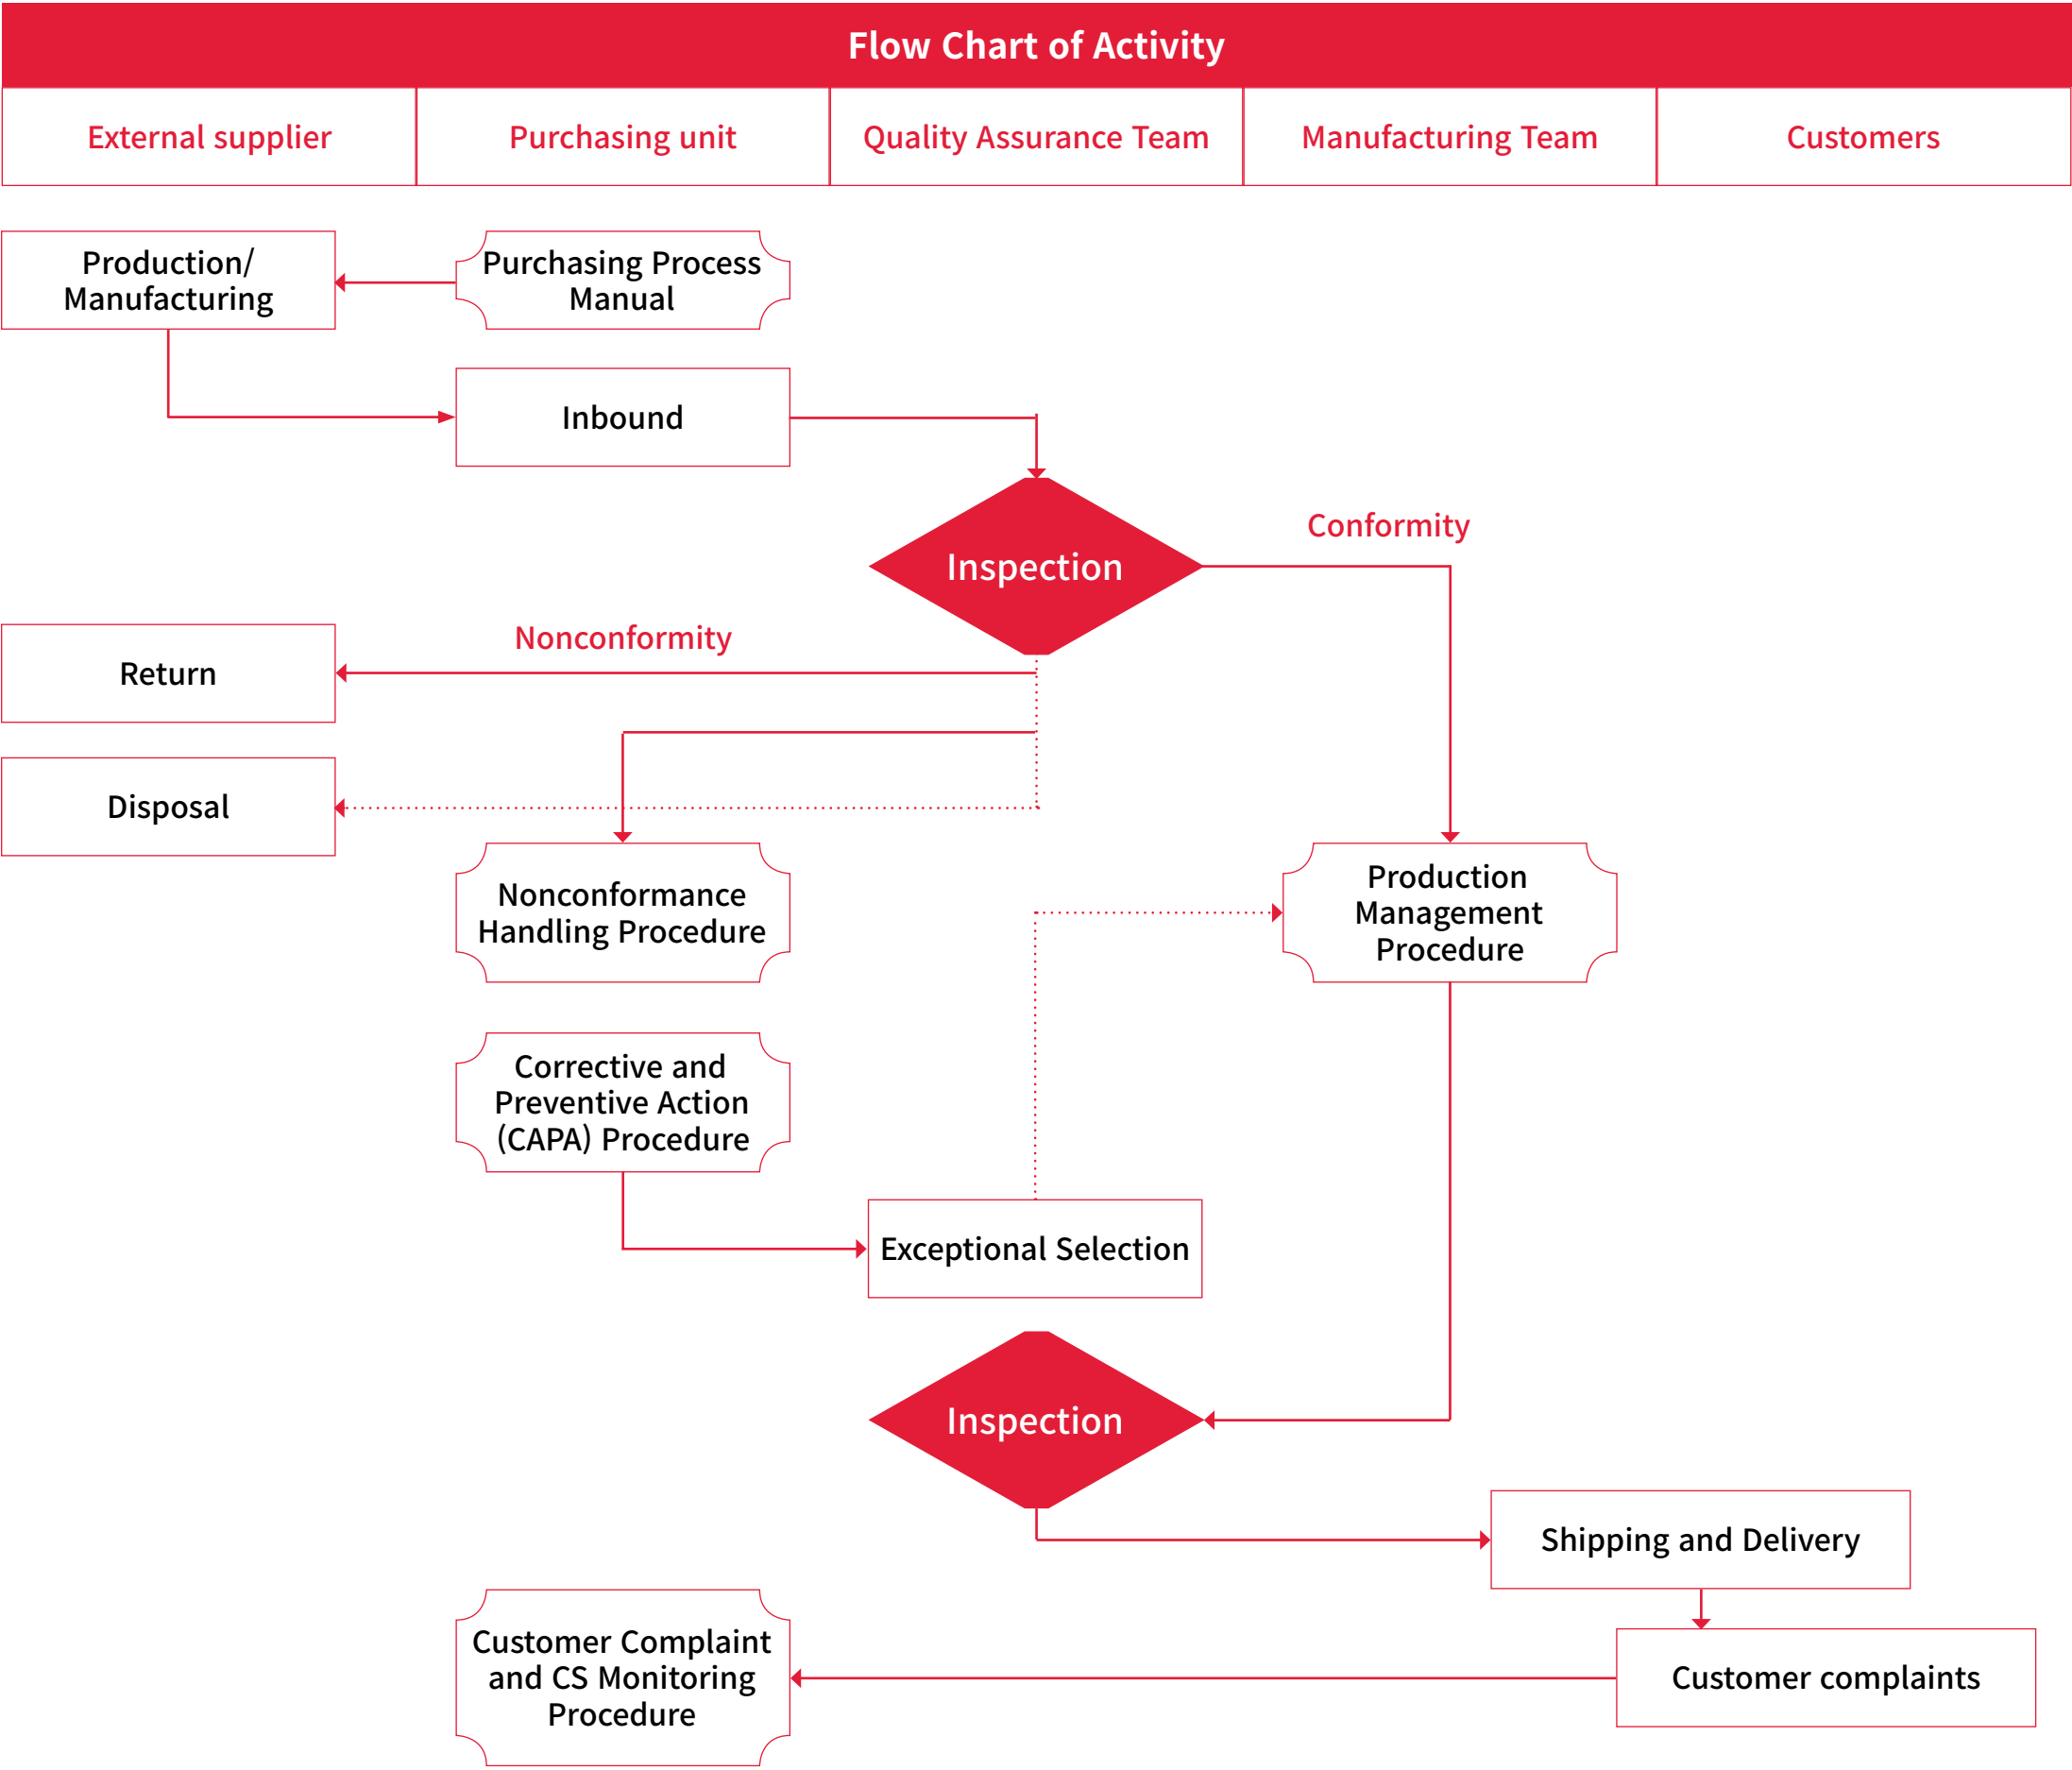 Flow Chart of Activity
External supplier
Purchasing unit
Quality Assurance Team
Manufacturing Team
Customers
Production/
Manufacturing
Purchasing Process
Manual
Inbound
Inspection
Conformity
Nonconformity
Return
Disposal
Nonconformance
Handling Procedure
Production
Management
Procedure
Corrective and
Preventive Action
(CAPA) Procedure
Exceptional Selection
Inspection
Shipping and Delivery
Customer Complaint
and CS Monitoring
Procedure
Customer complaints